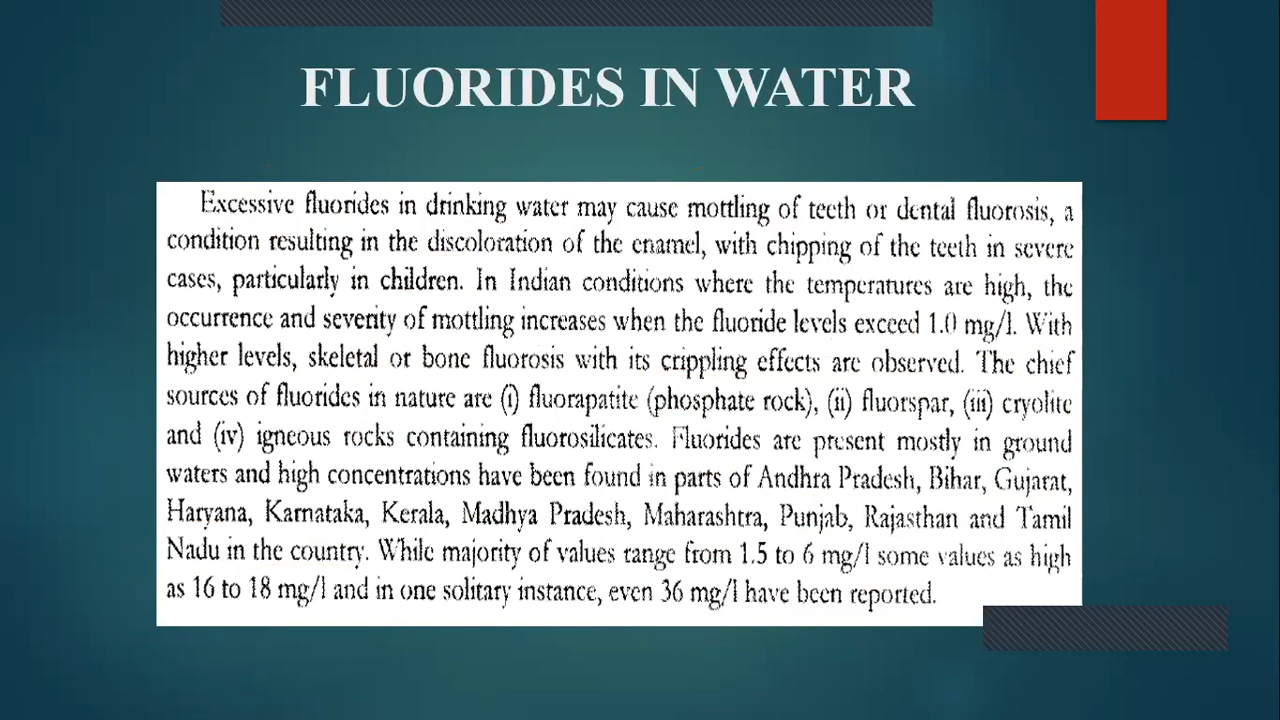 FLUORIDES IN WATER
Excessive fluorides in drinking water may cause mottling of teeth or dental fluorosis, a
condition resulting in the discoloration of the enamel, with chipping of the teeth in severe
cases, particularly in children. In Indian conditions where the temperatures are high, the
occurrence and severity of mottling increases when the fluoride levels exceed 1.0 mg/l. With
higher levels, skeletal or bone fluorosis with its crippling effects are observed. The chief
sources of fluorides in nature are (i) fluorapatite (phosphate rock), (ii) fluorspar, (iii) cryolite
and (iv) igneous rocks containing fluorosilicates. Fluorides are present mostly in ground
waters and high concentrations have been found in parts of Andhra Pradesh, Bihar, Gujarat,
Haryana, Karnataka, Kerala, Madhya Pradesh, Maharashtra, Punjab, Rajasthan and Tamil
Nadu in the country. While majority of values range from 1.5 to 6 mg/l some values as high
as 16 to 18 mg/l and in one solitary instance, even 36 mg/l have been reported.